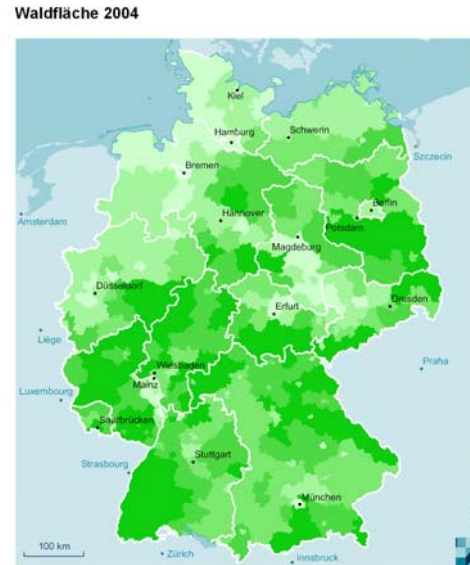 Waldfläche 2004
Kiel
Hamburg
Schwerin
Szczecin
Bremen
Amsterdam
Hannover
Berlin
Potsdam
Magdeburg
Düsseldorf
Erfurt
Dresden
Liège
Praha
Wiesbaden
Mainz
Luxembourg
Saarbrücken
Stuttgart
Strasbourg
München
100 km
Zürich
Innsbruck